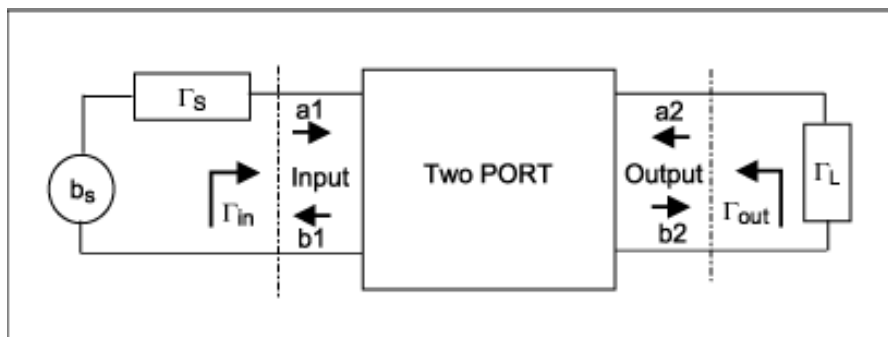 ΓS
a1
a2
bs
Γin
Input
Two PORT
Output
Γout
ΓL
b1
b2